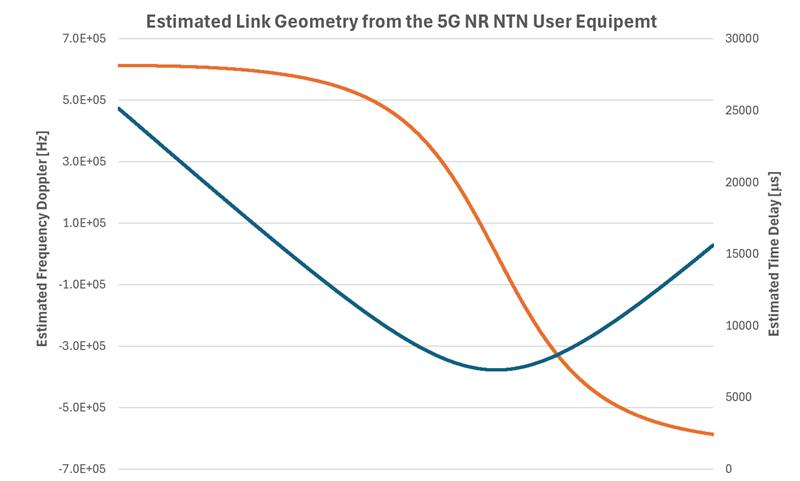 Estimated Link Geometry from the 5G NR NTN User Equipemt
7.0E+05
5.0E+05
3.0E+05
1.0E+05
-1.0E+05
-3.0E+05
-5.0E+05
-7.0E+05
Estimated Frequency Doppler [Hz]
30000
25000
20000
15000
10000
5000
0
Estimated Time Delay [µs]